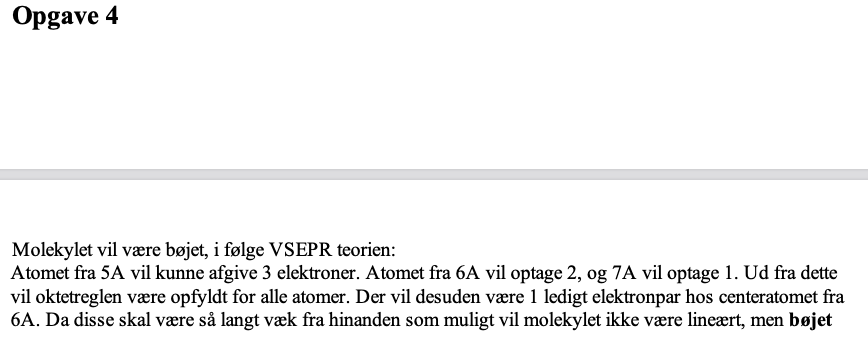 Opgave 4
Molekylet vil være bøjet, i følge VSEPR teorien:
Atomet fra 5A vil kunne afgive 3 elektroner. Atomet fra 6A vil optage 2, og 7A vil optage 1. Ud fra dette
vil oktetreglen være opfyldt for alle atomer. Der vil desuden være 1 ledigt elektronpar hos centeratomet fra
6A. Da disse skal være så langt væk fra hinanden som muligt vil molekylet ikke være lineært, men bøjet